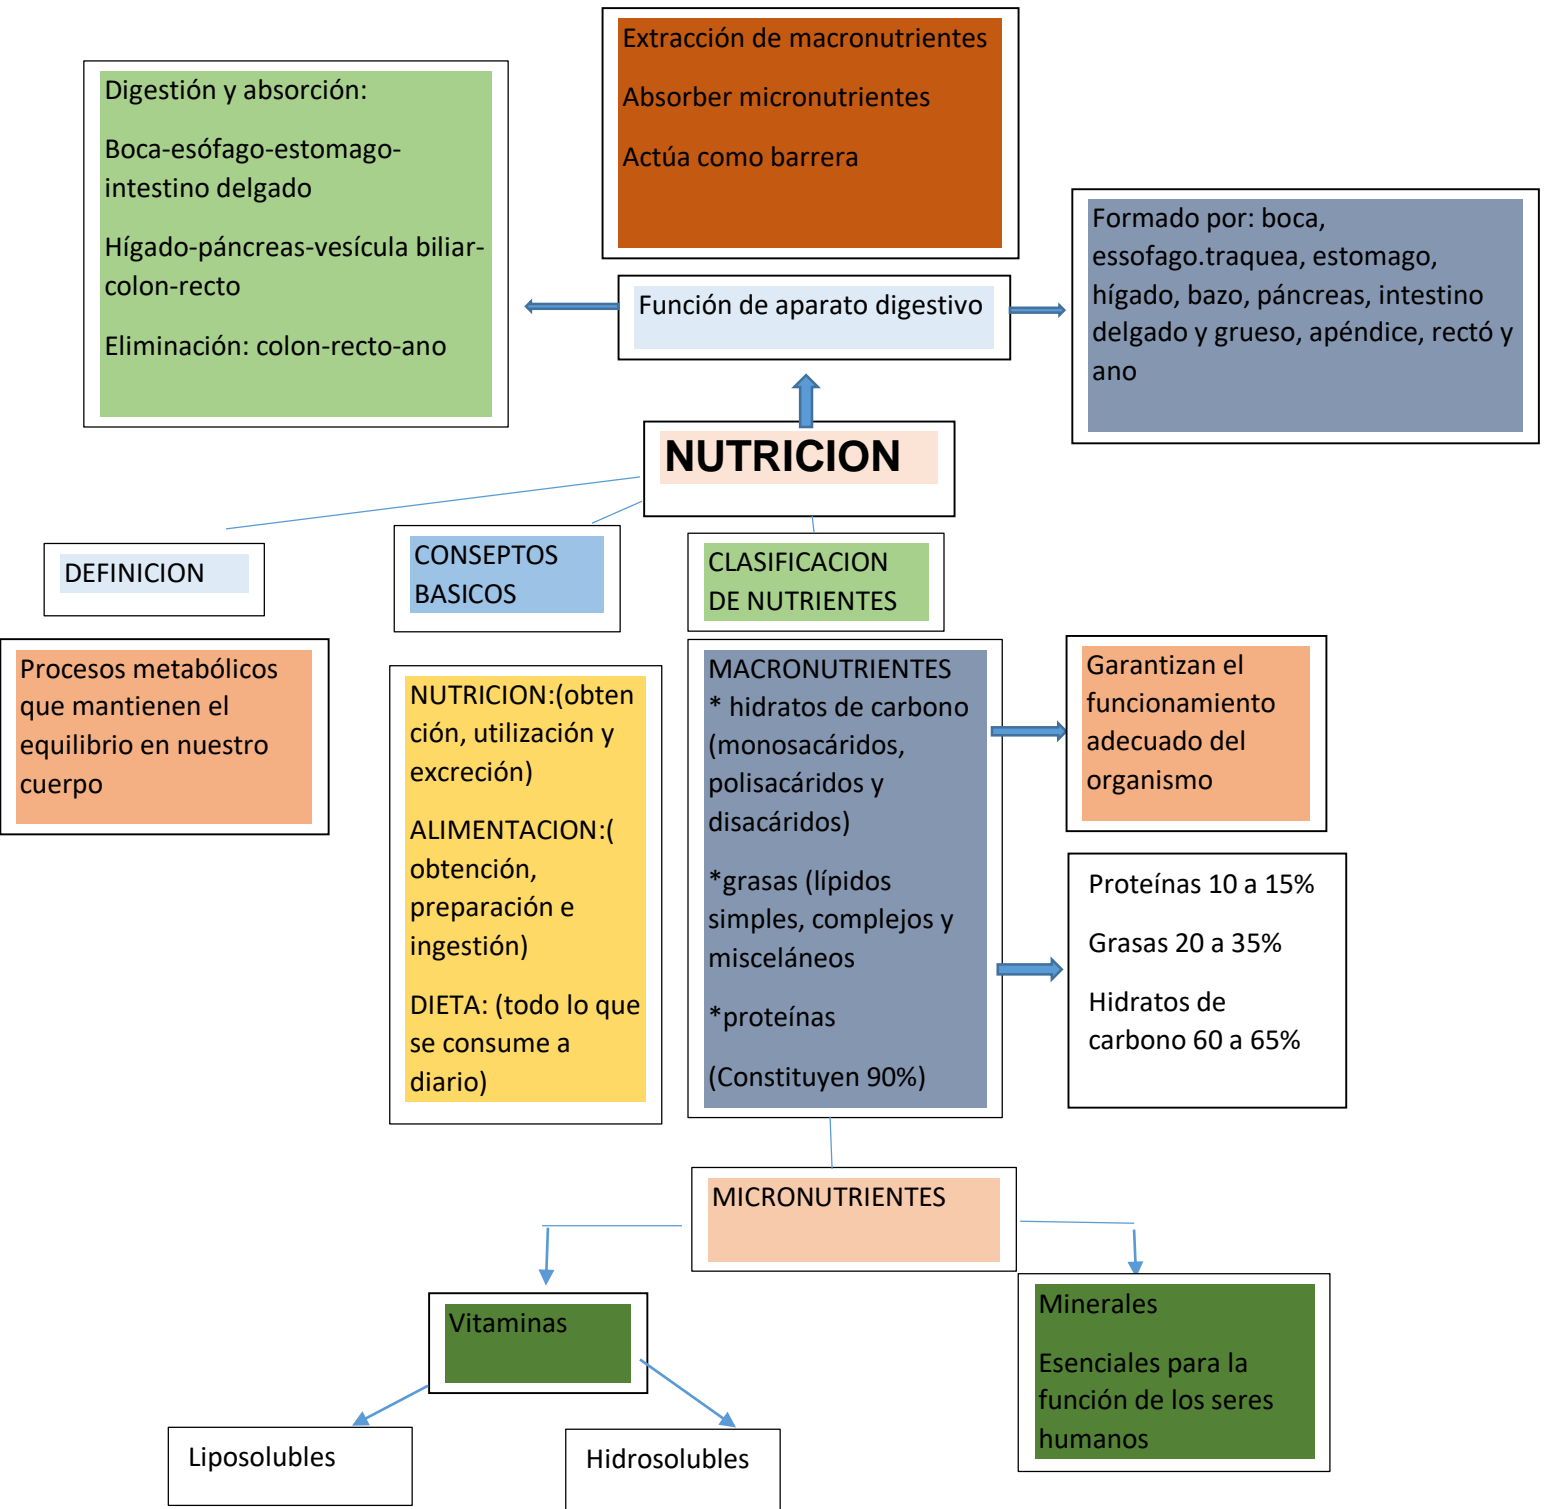 Extracción de macronutrientes
Absorber micronutrientes
Actúa como barrera
Digestión y absorción:
Boca-esófago-estomago-
intestino delgado
Hígado-páncreas-vesícula biliar-
colon-recto
Eliminación: colon-recto-ano
Función de aparato digestivo
Formado por: boca,
essofago.traquea, estomago,
hígado, bazo, páncreas, intestino
delgado y grueso, apéndice, rectó y
ano
NUTRICION
DEFINICION
Procesos metabólicos
que mantienen el
equilibrio en nuestro
cuerpo
CONSEPTOS
BASICOS
NUTRICION:(obten
ción, utilización y
excreción)
ALIMENTACION:(
obtención,
preparación e
ingestión)
DIETA: (todo lo que
se consume a
diario)
CLASIFICACION
DE NUTRIENTES
MACRONUTRIENTES
* hidratos de carbono
(monosacáridos,
polisacáridos y
disacáridos)
*grasas (lípidos
simples, complejos y
misceláneos
*proteínas
(Constituyen 90%)
Garantizan el
funcionamiento
adecuado del
organismo
Proteínas 10 a 15%
Grasas 20 a 35%
Hidratos de
carbono 60 a 65%
MICRONUTRIENTES
Vitaminas
Liposolubles
Hidrosolubles
Minerales
Esenciales para la
función de los seres
humanos